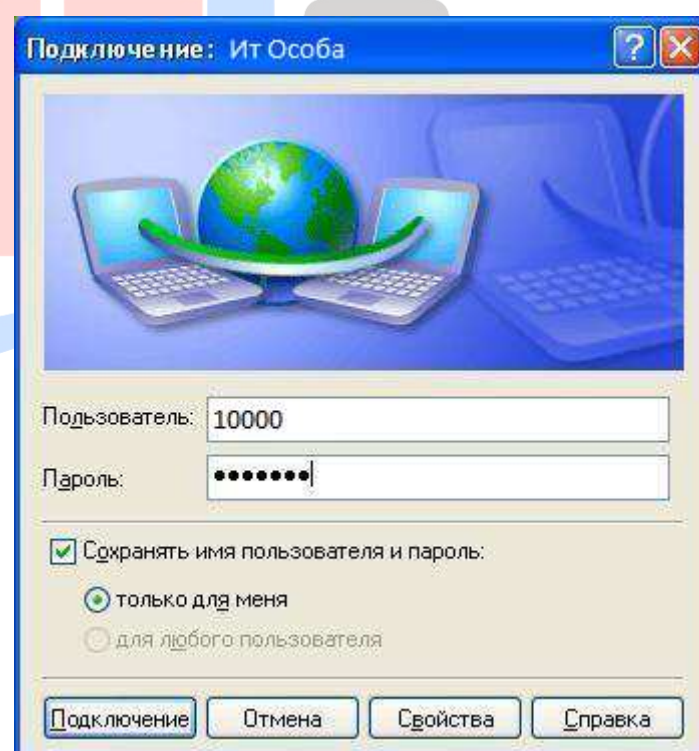 Подключение: Ит Особа
Пользователь: 10000
Пароль: •••••••
Сохранять имя пользователя и пароль:
только для меня
для любого пользователя
Подключение Отмена Свойства Справка